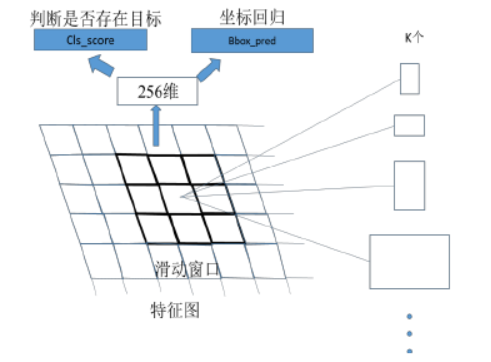 判断是否存在目标
坐标回归
Cls_score
Bbox_pred
K个
256维
滑动窗口
特征图